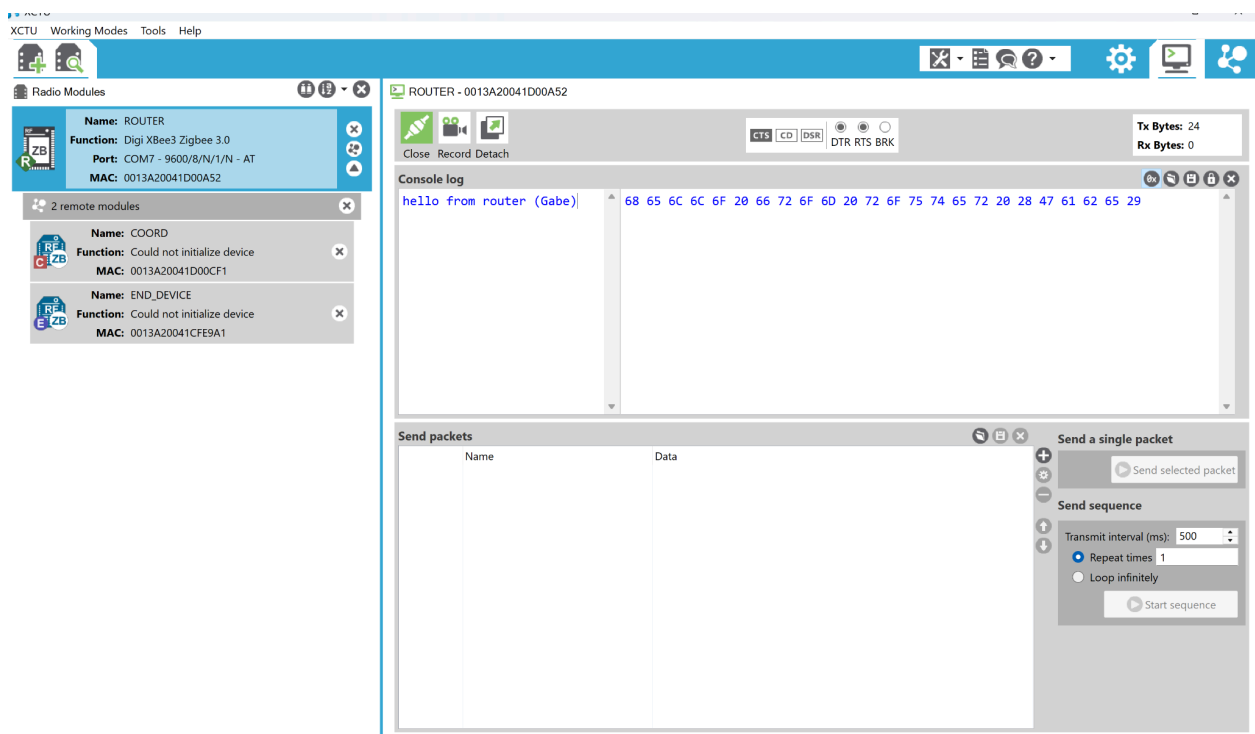 XCTU
XCTU Working Modes Tools Help
Radio Modules
Name: ROUTER
Function: Digi XBee3 Zigbee 3.0
Port: COM7 - 9600/8/N/1/N - AT
MAC: 0013A20041D00A52
ZB
R
2 remote modules
Name: COORD
Function: Could not initialize device
MAC: 0013A20041D00CF1
RF
ZB
C
Name: END_DEVICE
Function: Could not initialize device
MAC: 0013A20041CFE9A1
RF
ZB
E
ROUTER - 0013A20041D00A52
Close Record Detach
CTS CD DSR DTR RTS BRK
Tx Bytes: 24
Rx Bytes: 0
Console log
hello from router (Gabe)
68 65 6C 6C 6F 20 66 72 6F 6D 20 72 6F 75 74 65 72 20 28 47 61 62 65 29
Send packets
Name Data
Send a single packet
Send selected packet
Send sequence
Transmit interval (ms): 500
Repeat times 1
Loop infinitely
Start sequence